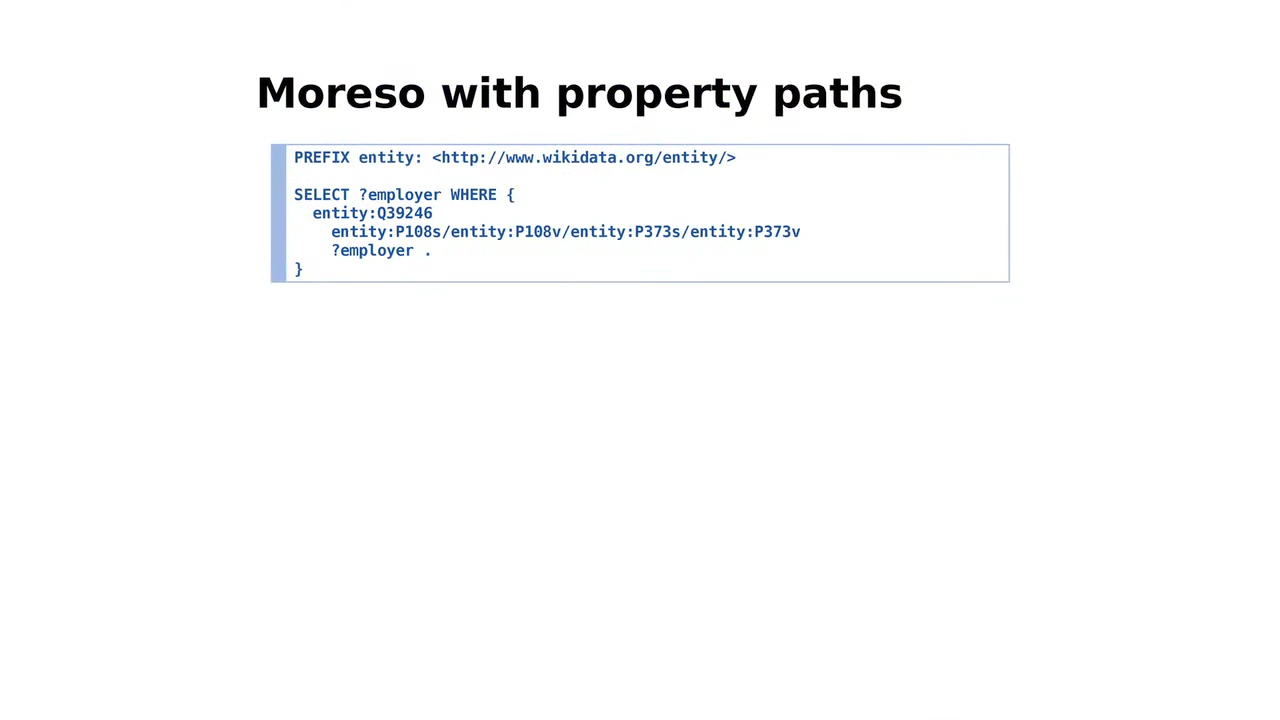 Moreso with property paths
PREFIX entity: <http://www.wikidata.org/entity/>
SELECT ?employer WHERE {
entity:Q39246
entity:P108s/entity:P108v/entity:P373s/entity:P373v
?employer .
}